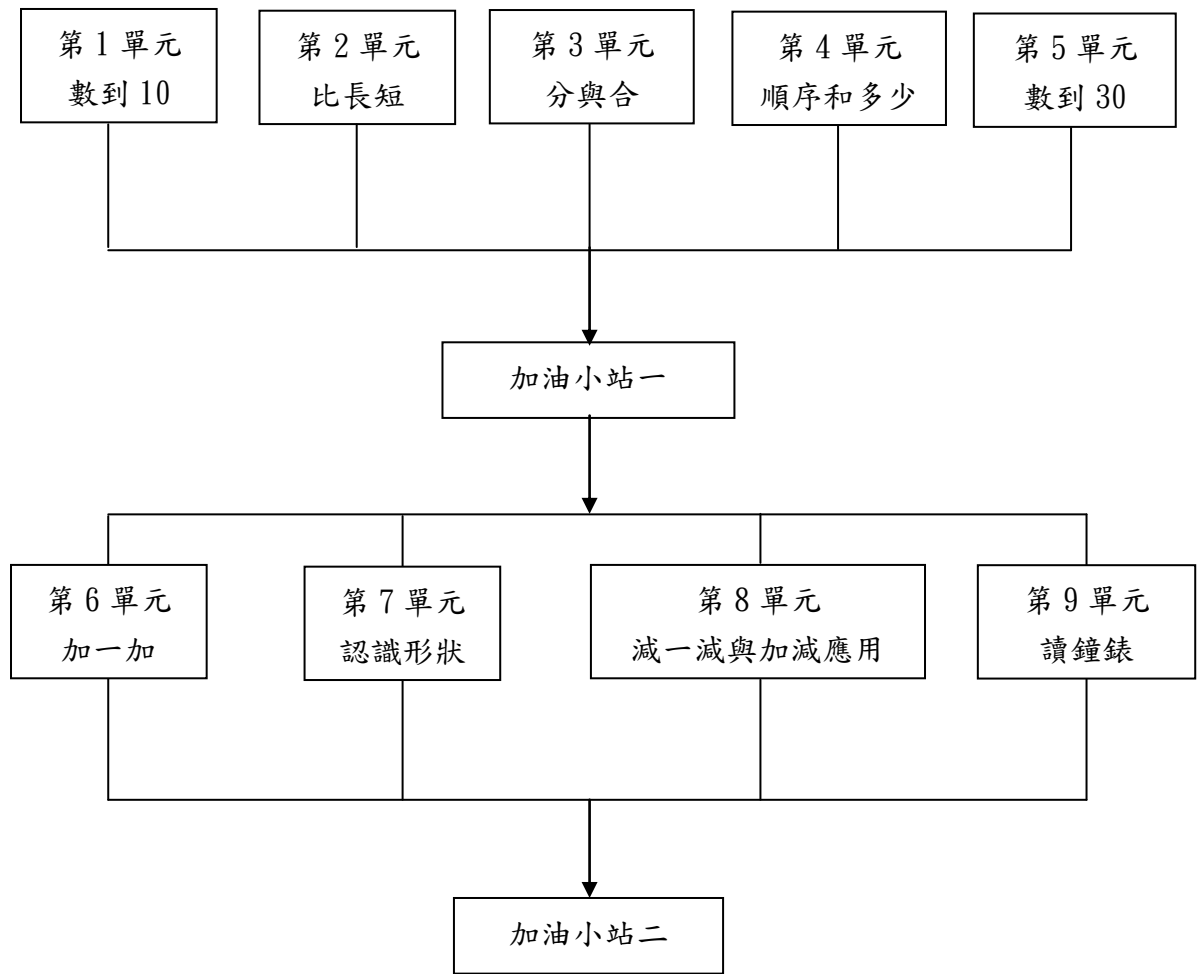 第 1 單元
數到 10
第 2 單元
比長短
第 3 單元
分與合
第 4 單元
順序和多少
第 5 單元
數到 30
加油小站一
第 6 單元
加一加
第 7 單元
認識形狀
第 8 單元
減一減與加減應用
第 9 單元
讀鐘錶
加油小站二